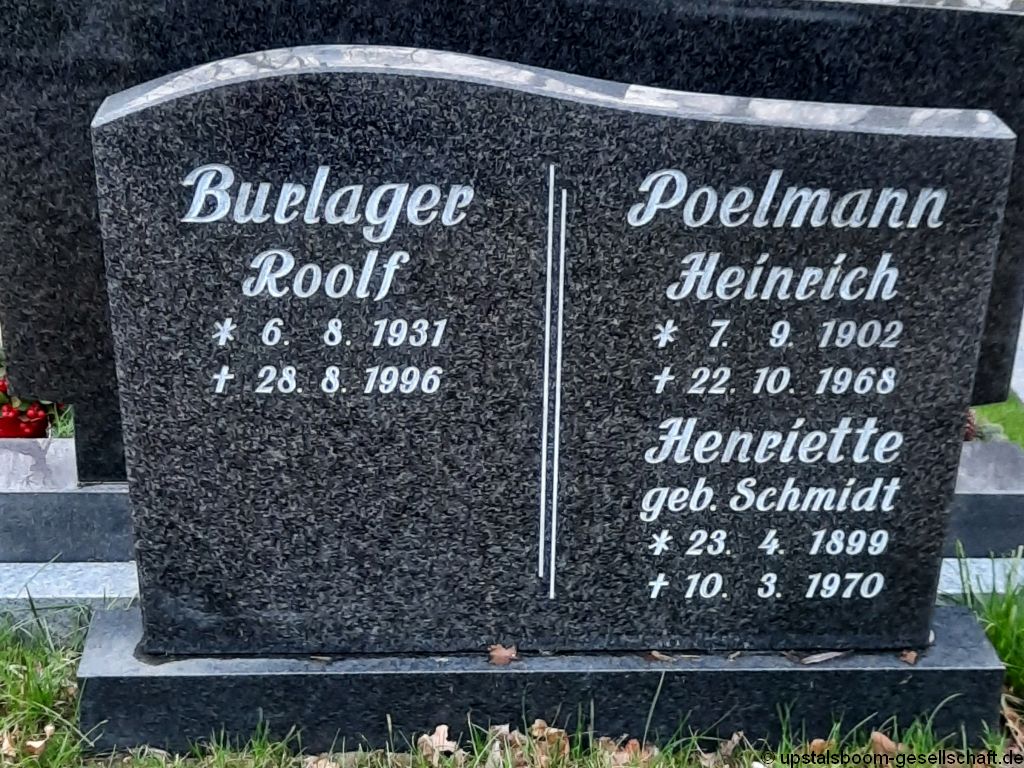 Burlager
Roolf
* 6. 8. 1931
† 28. 8. 1996
Poelmann
Heinrich
* 7. 9. 1902
† 22. 10. 1968
Henriette
geb. Schmidt
* 23. 4. 1899
† 10. 3. 1970
© upstalsboom-gesellschaft.de